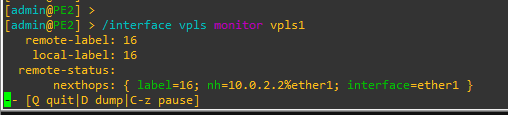 [admin@PE2] >
[admin@PE2] > /interface vpls monitor vpls1
remote-label: 16
local-label: 16
remote-status:
nexthops: { label=16; nh=10.0.2.2%ether1; interface=ether1 }
-- [Q quit|D dump|C-z pause]